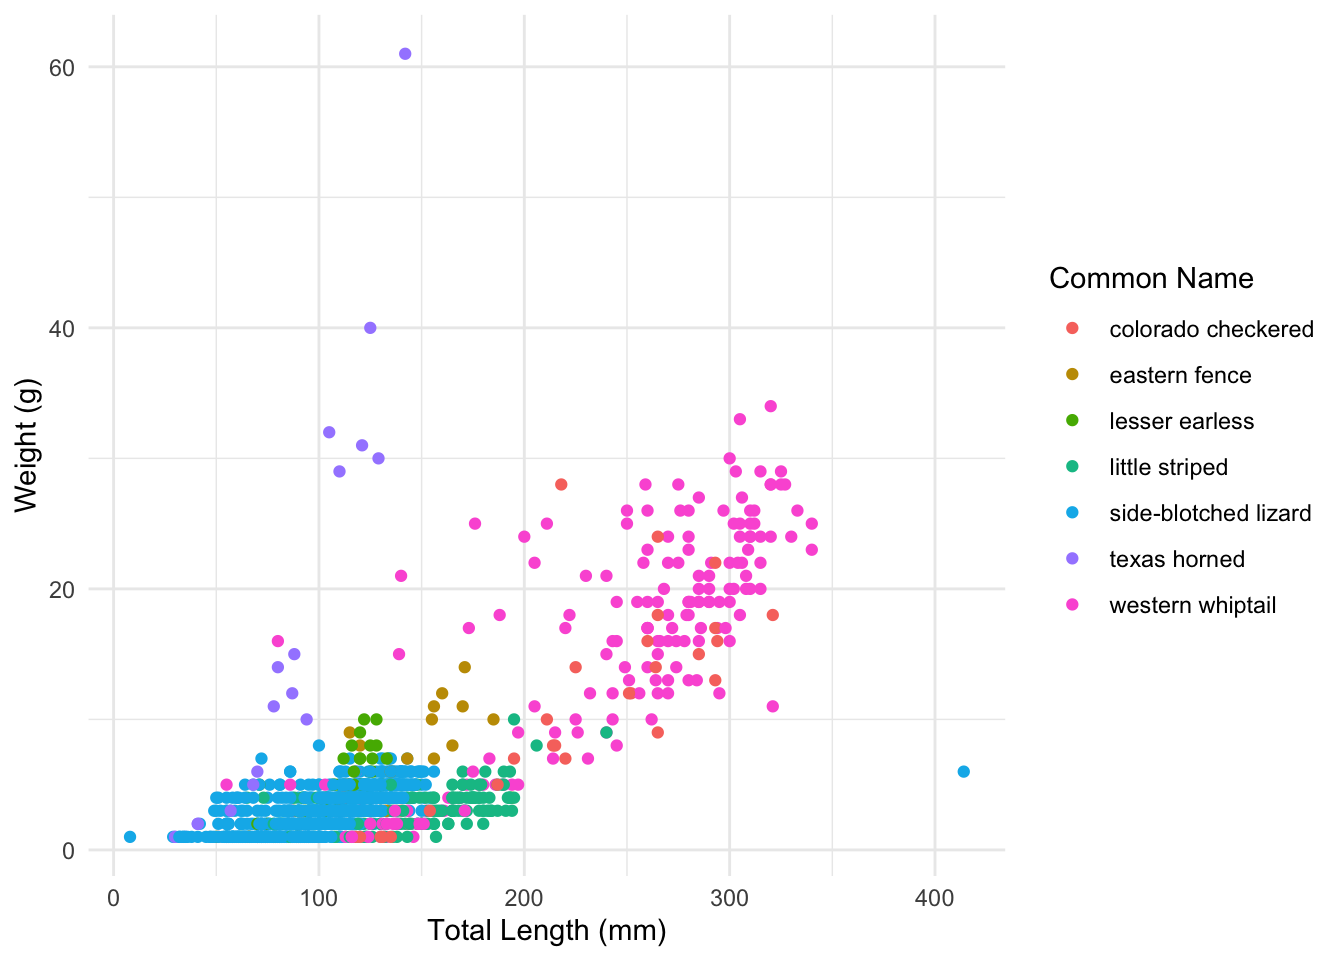 60
40
20
0
Weight (g)
0 100 200 300 400
Total Length (mm)
Common Name
colorado checkered
eastern fence
lesser earless
little striped
side-blotched lizard
texas horned
western whiptail